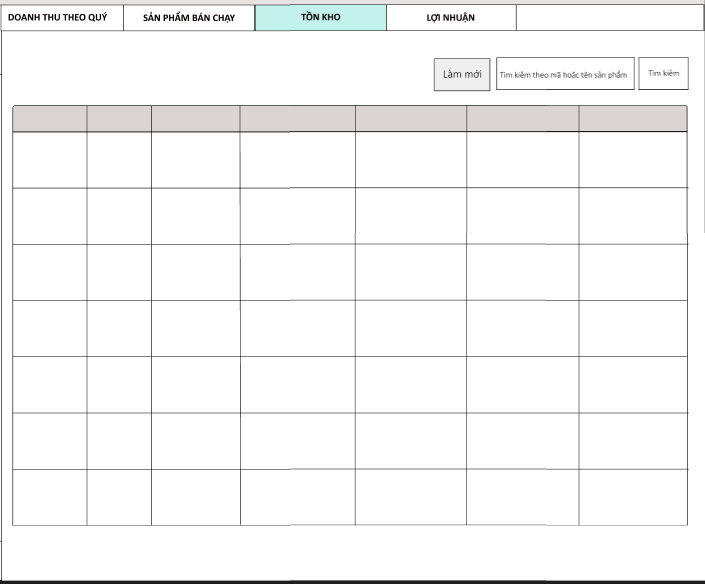 DOANH THU THEO QUÝ
SẢN PHẨM BÁN CHẠY
TỒN KHO
LỢI NHUẬN
Làm mới
Tìm kiếm theo mã hoặc tên sản phẩm
Tìm kiếm